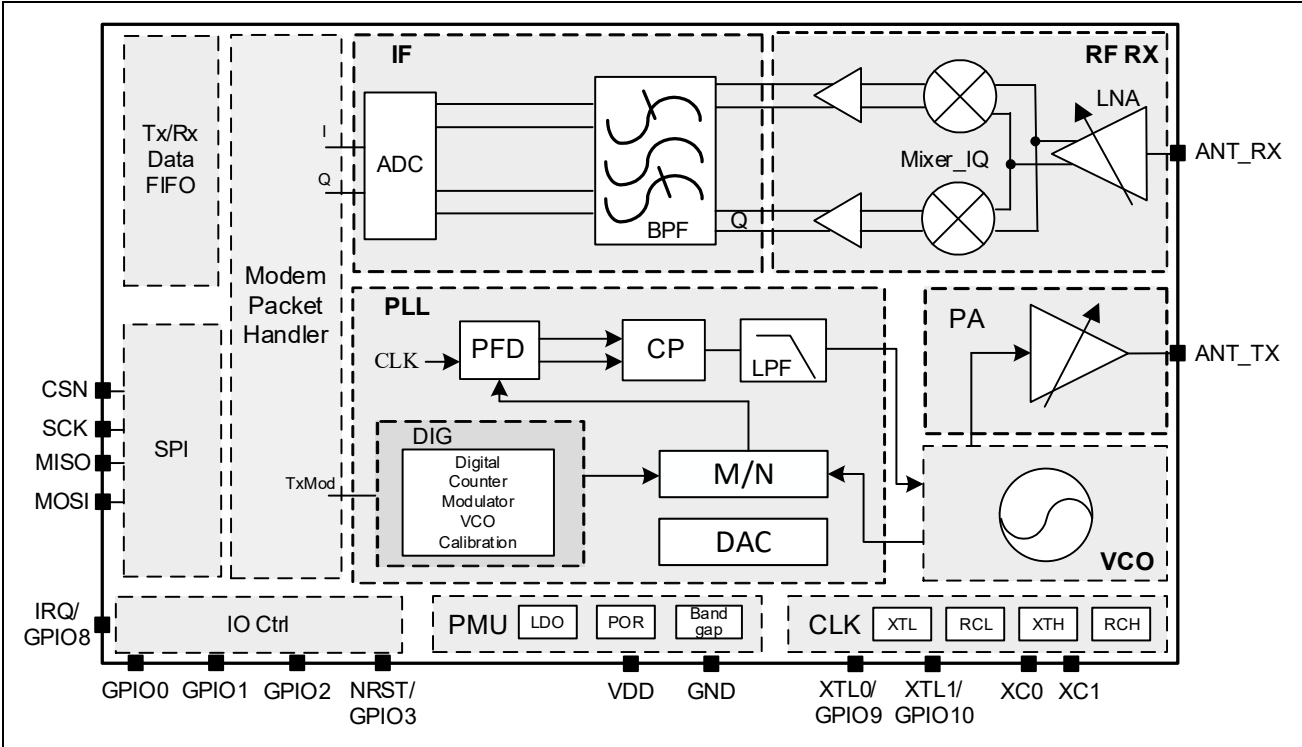 IF
RF RX
Tx/Rx
Data
FIFO
I
Q
ADC
BPF
Q
Mixer_IQ
LNA
ANT_RX
Modem
Packet
Handler
PLL
CLK
PFD
CP
LPF
PA
ANT_TX
CSN
SCK
MISO
MOSI
SPI
TxMod
DIG
Digital
Counter
Modulator
VCO
Calibration
M/N
DAC
VCO
IRQ/
GPIO8
IO Ctrl
PMU
LDO
POR
Band
gap
CLK
XTL
RCL
XTH
RCH
GPIO0
GPIO1
GPIO2
NRST/
GPIO3
VDD
GND
XTL0/
GPIO9
XTL1/
GPIO10
XC0
XC1